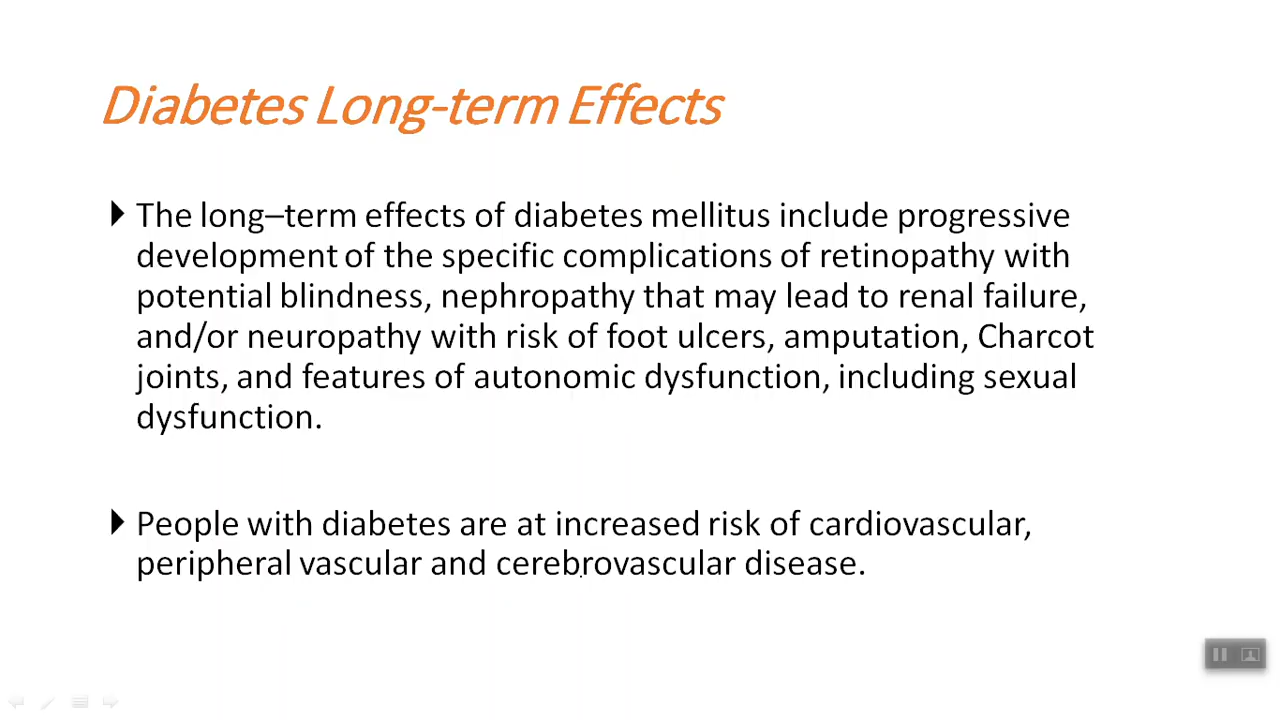 Diabetes Long-term Effects
The long–term effects of diabetes mellitus include progressive
development of the specific complications of retinopathy with
potential blindness, nephropathy that may lead to renal failure,
and/or neuropathy with risk of foot ulcers, amputation, Charcot
joints, and features of autonomic dysfunction, including sexual
dysfunction.
People with diabetes are at increased risk of cardiovascular,
peripheral vascular and cerebrovascular disease.